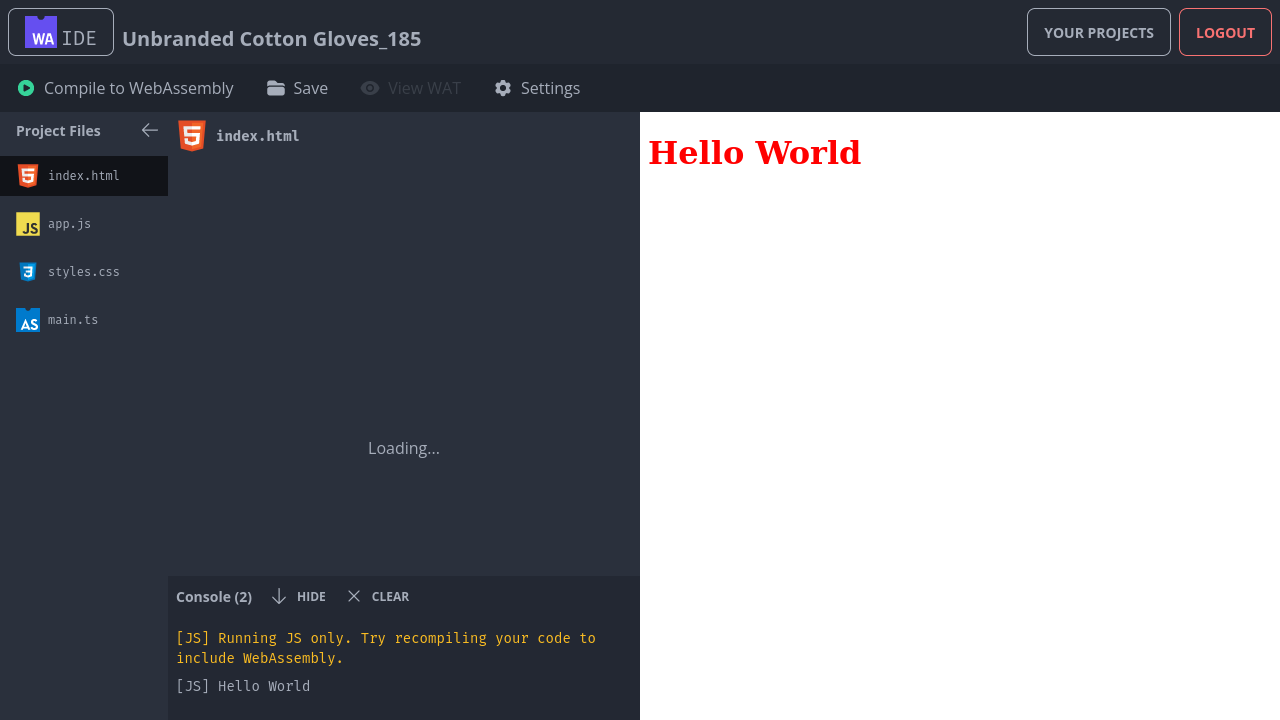 WA IDE
Unbranded Cotton Gloves_185
YOUR PROJECTS
LOGOUT
Compile to WebAssembly
Save
View WAT
Settings
Project Files
index.html
JS app.js
3 styles.css
AS main.ts
5 index.html
Loading...
Console (2)
HIDE
CLEAR
[JS] Running JS only. Try recompiling your code to
include WebAssembly.
[JS] Hello World
Hello World